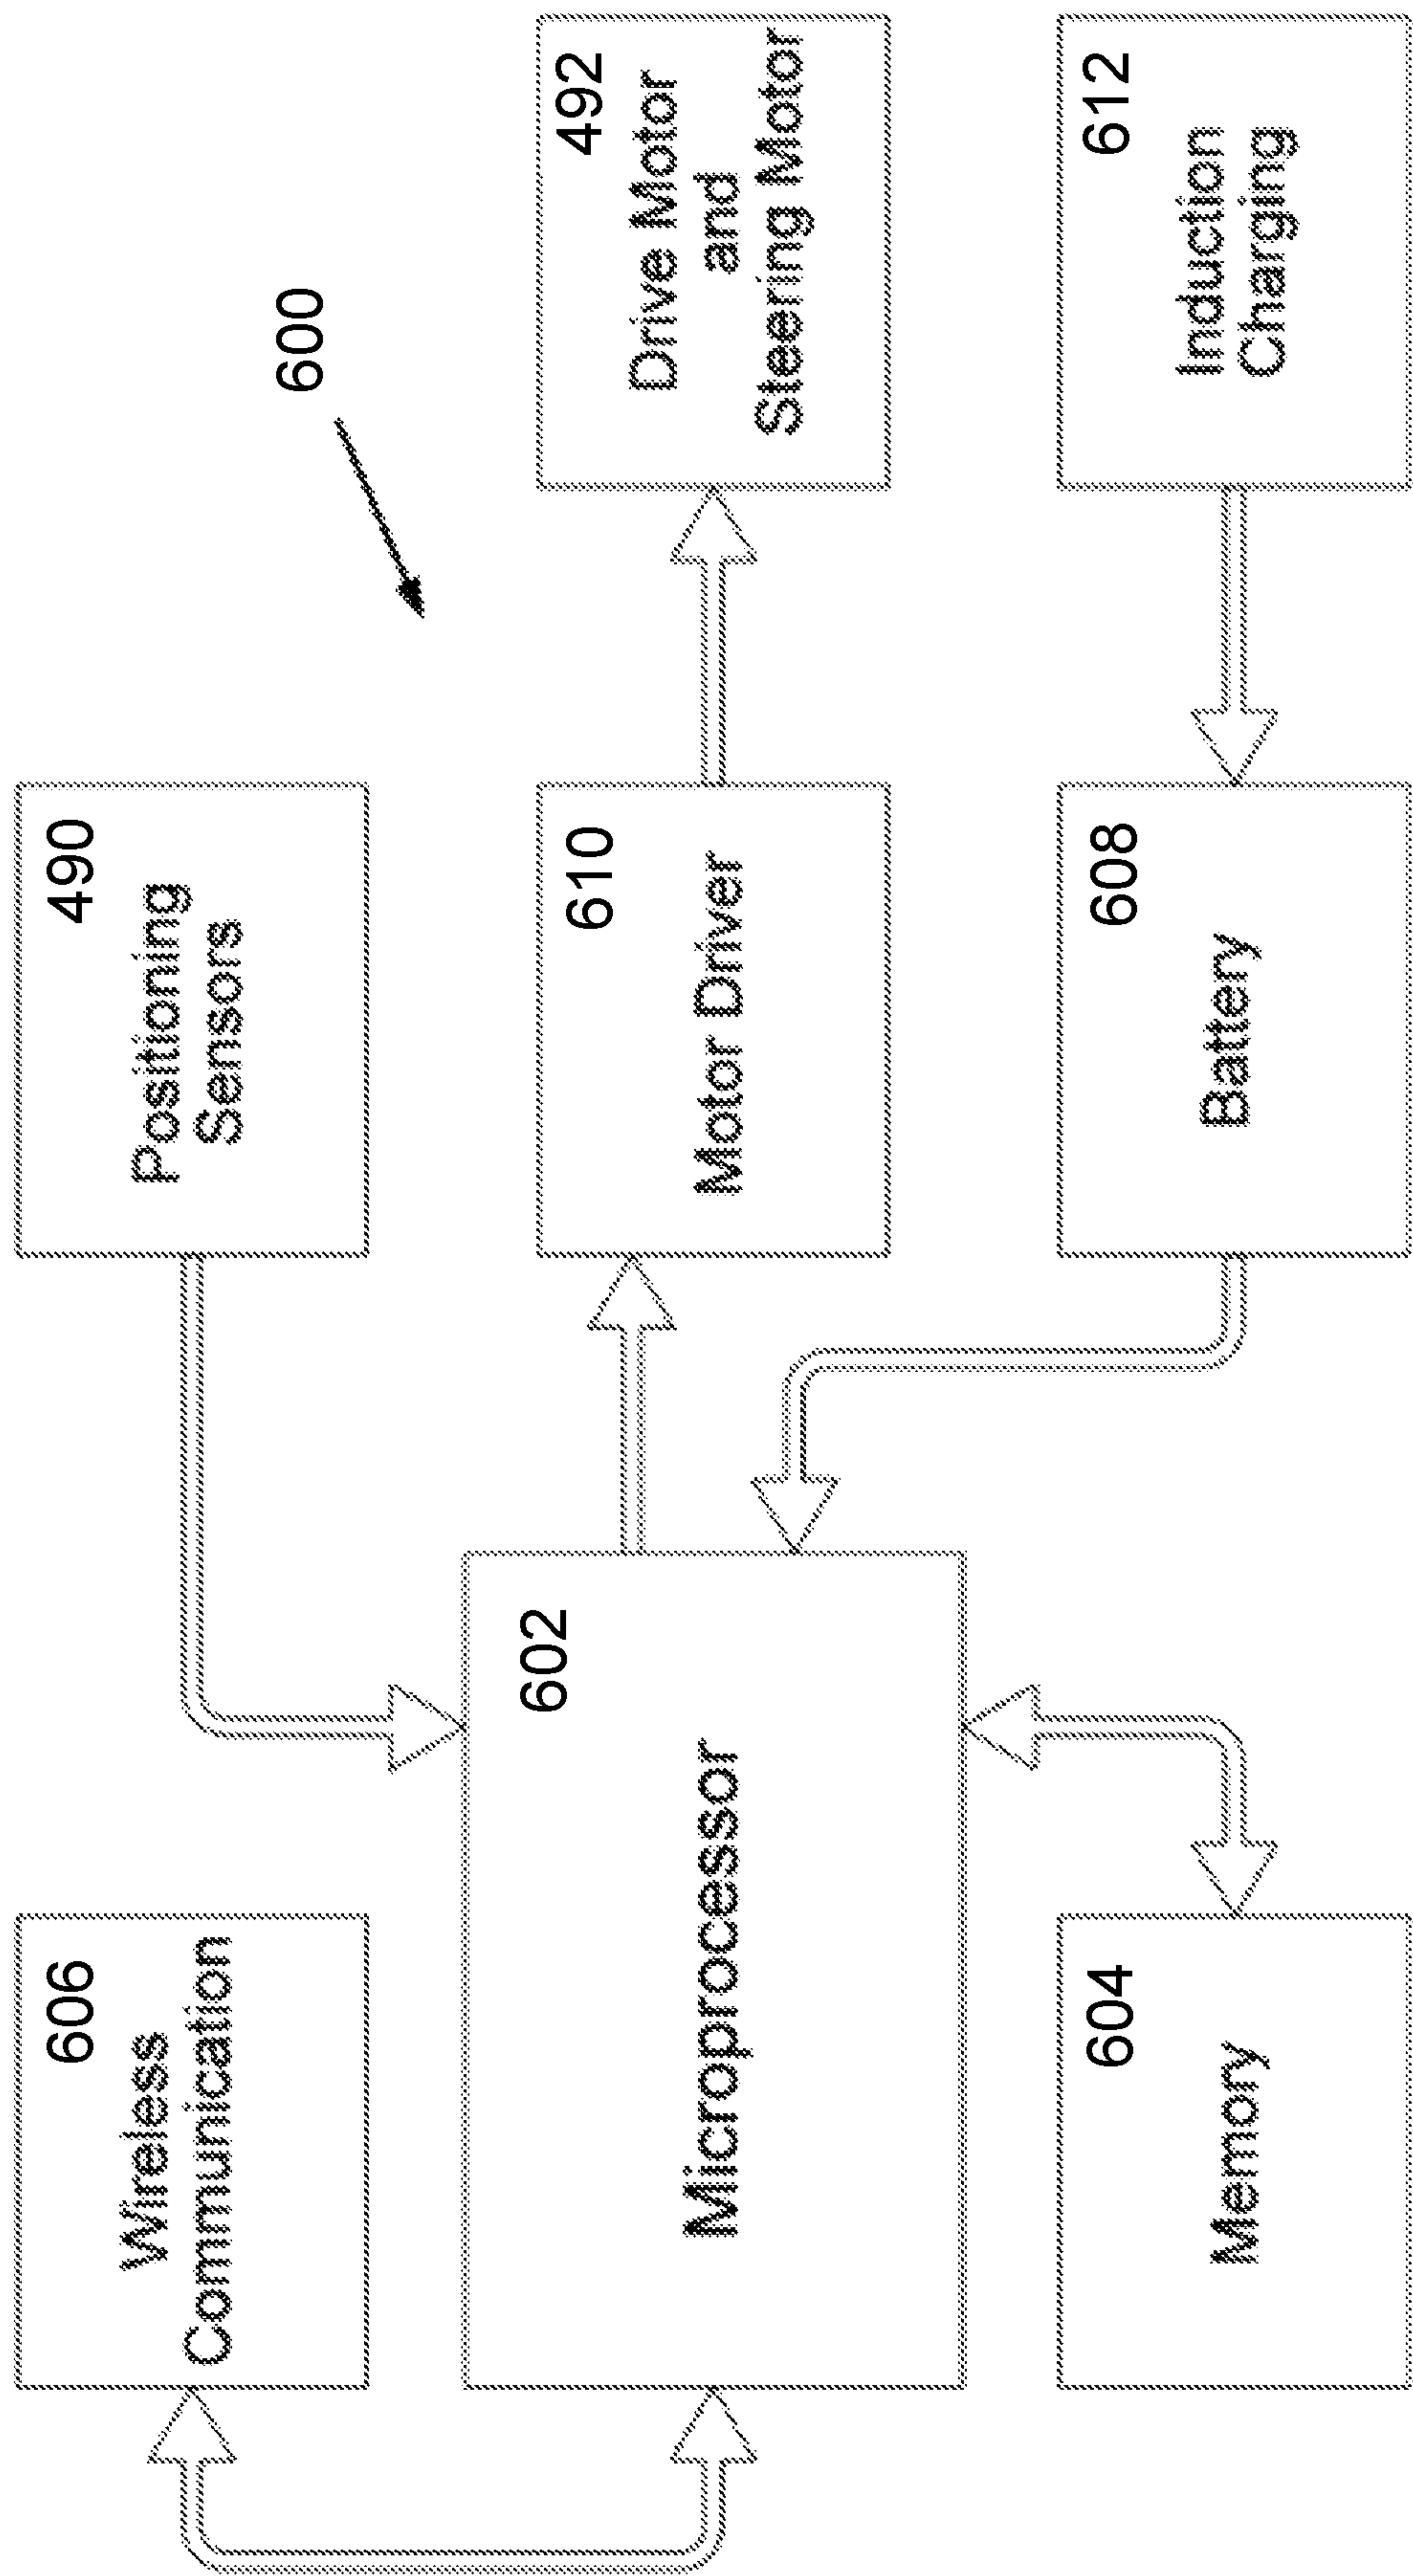 600
606
Wireless
Communication
490
Positioning
Sensors
602
Microprocessor
610
Motor Driver
492
Drive Motor
and
Steering Motor
604
Memory
608
Battery
612
Induction
Charging